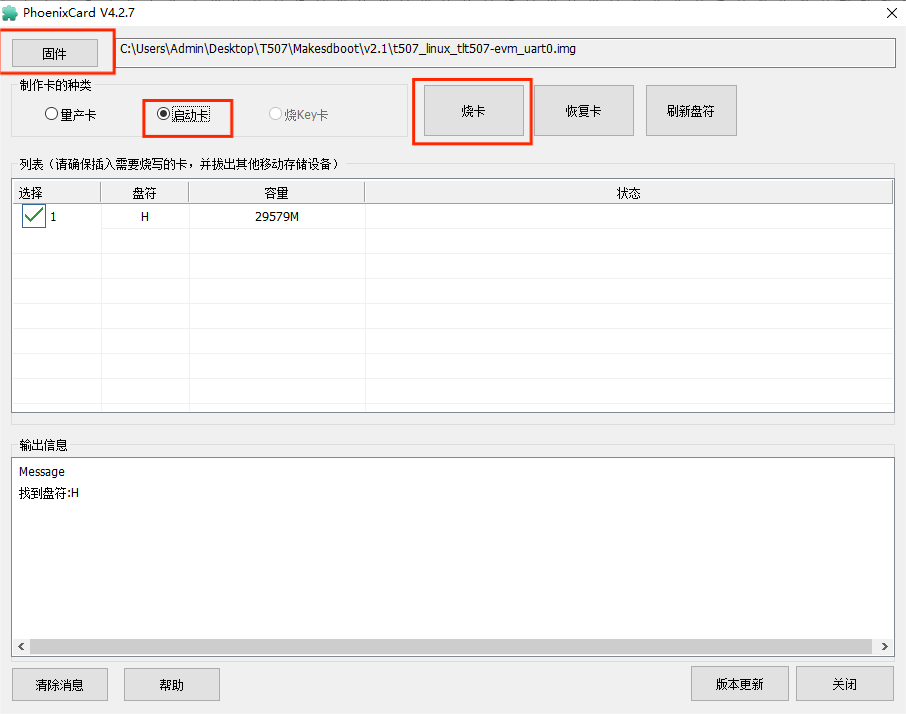 PhoenixCard V4.2.7
固件
C:\Users\Admin\Desktop\T507\Makesdboot\v2.1\t507_linux_tlt507-evm_uart0.img
制作卡的种类
量产卡 启动卡 烧Key卡
烧卡 恢复卡 刷新盘符
列表（请确保插入需要烧写的卡，并拔出其他移动存储设备）
选择 盘符 容量 状态
1 H 29579M
输出信息
Message
找到盘符:H
清除消息 帮助 版本更新 关闭